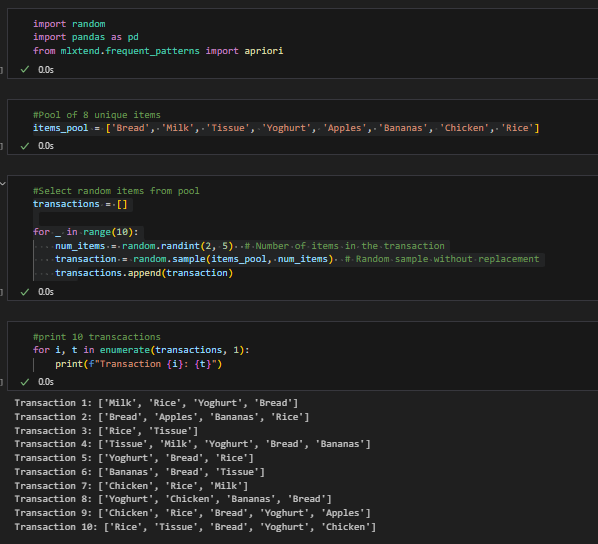 import random
import pandas as pd
from mlxtend.frequent_patterns import apriori
0.0s
#Pool of 8 unique items
items_pool = ['Bread', 'Milk', 'Tissue', 'Yoghurt', 'Apples', 'Bananas', 'Chicken', 'Rice']
0.0s
#Select random items from pool
transactions = []
for _ in range(10):
    num_items = random.randint(2, 5)  # Number of items in the transaction
    transaction = random.sample(items_pool, num_items)  # Random sample without replacement
    transactions.append(transaction)
0.0s
#print 10 transcactions
for i, t in enumerate(transactions, 1):
    print(f"Transaction {i}: {t}")
0.0s
Transaction 1: ['Milk', 'Rice', 'Yoghurt', 'Bread']
Transaction 2: ['Bread', 'Apples', 'Bananas', 'Rice']
Transaction 3: ['Rice', 'Tissue']
Transaction 4: ['Tissue', 'Milk', 'Yoghurt', 'Bread', 'Bananas']
Transaction 5: ['Yoghurt', 'Bread', 'Rice']
Transaction 6: ['Bananas', 'Bread', 'Tissue']
Transaction 7: ['Chicken', 'Rice', 'Milk']
Transaction 8: ['Yoghurt', 'Chicken', 'Bananas', 'Bread']
Transaction 9: ['Chicken', 'Rice', 'Bread', 'Yoghurt', 'Apples']
Transaction 10: ['Rice', 'Tissue', 'Bread', 'Yoghurt', 'Chicken']